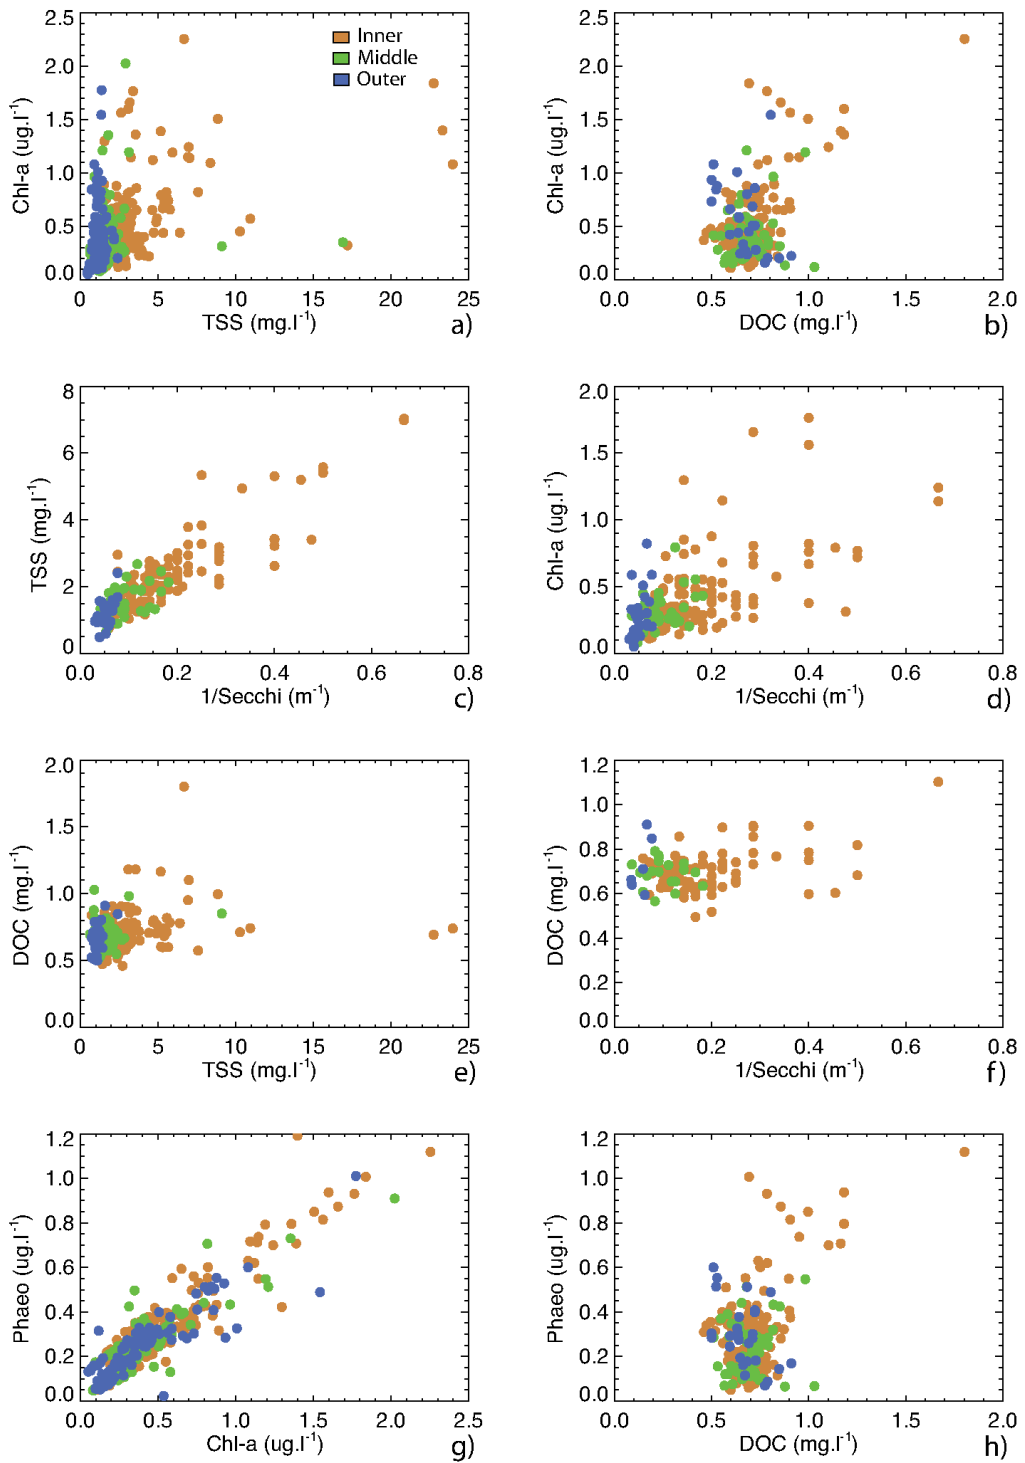 2.5
2.0
1.5
1.0
0.5
0.0
Chl-a (ug.l-1)
Inner
Middle
Outer
0 5 10 15 20 25
TSS (mg.l-1)
a)
2.5
2.0
1.5
1.0
0.5
0.0
Chl-a (ug.l-1)
0.0 0.5 1.0 1.5 2.0
DOC (mg.l-1)
b)
8
6
4
2
0
TSS (mg.l-1)
0.0 0.2 0.4 0.6 0.8
1/Secchi (m-1)
c)
2.0
1.5
1.0
0.5
0.0
Chl-a (ug.l-1)
0.0 0.2 0.4 0.6 0.8
1/Secchi (m-1)
d)
2.0
1.5
1.0
0.5
0.0
DOC (mg.l-1)
0 5 10 15 20 25
TSS (mg.l-1)
e)
1.2
1.0
0.8
0.6
0.4
0.2
0.0
DOC (mg.l-1)
0.0 0.2 0.4 0.6 0.8
1/Secchi (m-1)
f)
1.2
1.0
0.8
0.6
0.4
0.2
0.0
Phaeo (ug.l-1)
0.0 0.5 1.0 1.5 2.0 2.5
Chl-a (ug.l-1)
g)
1.2
1.0
0.8
0.6
0.4
0.2
0.0
Phaeo (ug.l-1)
0.0 0.5 1.0 1.5 2.0
DOC (mg.l-1)
h)